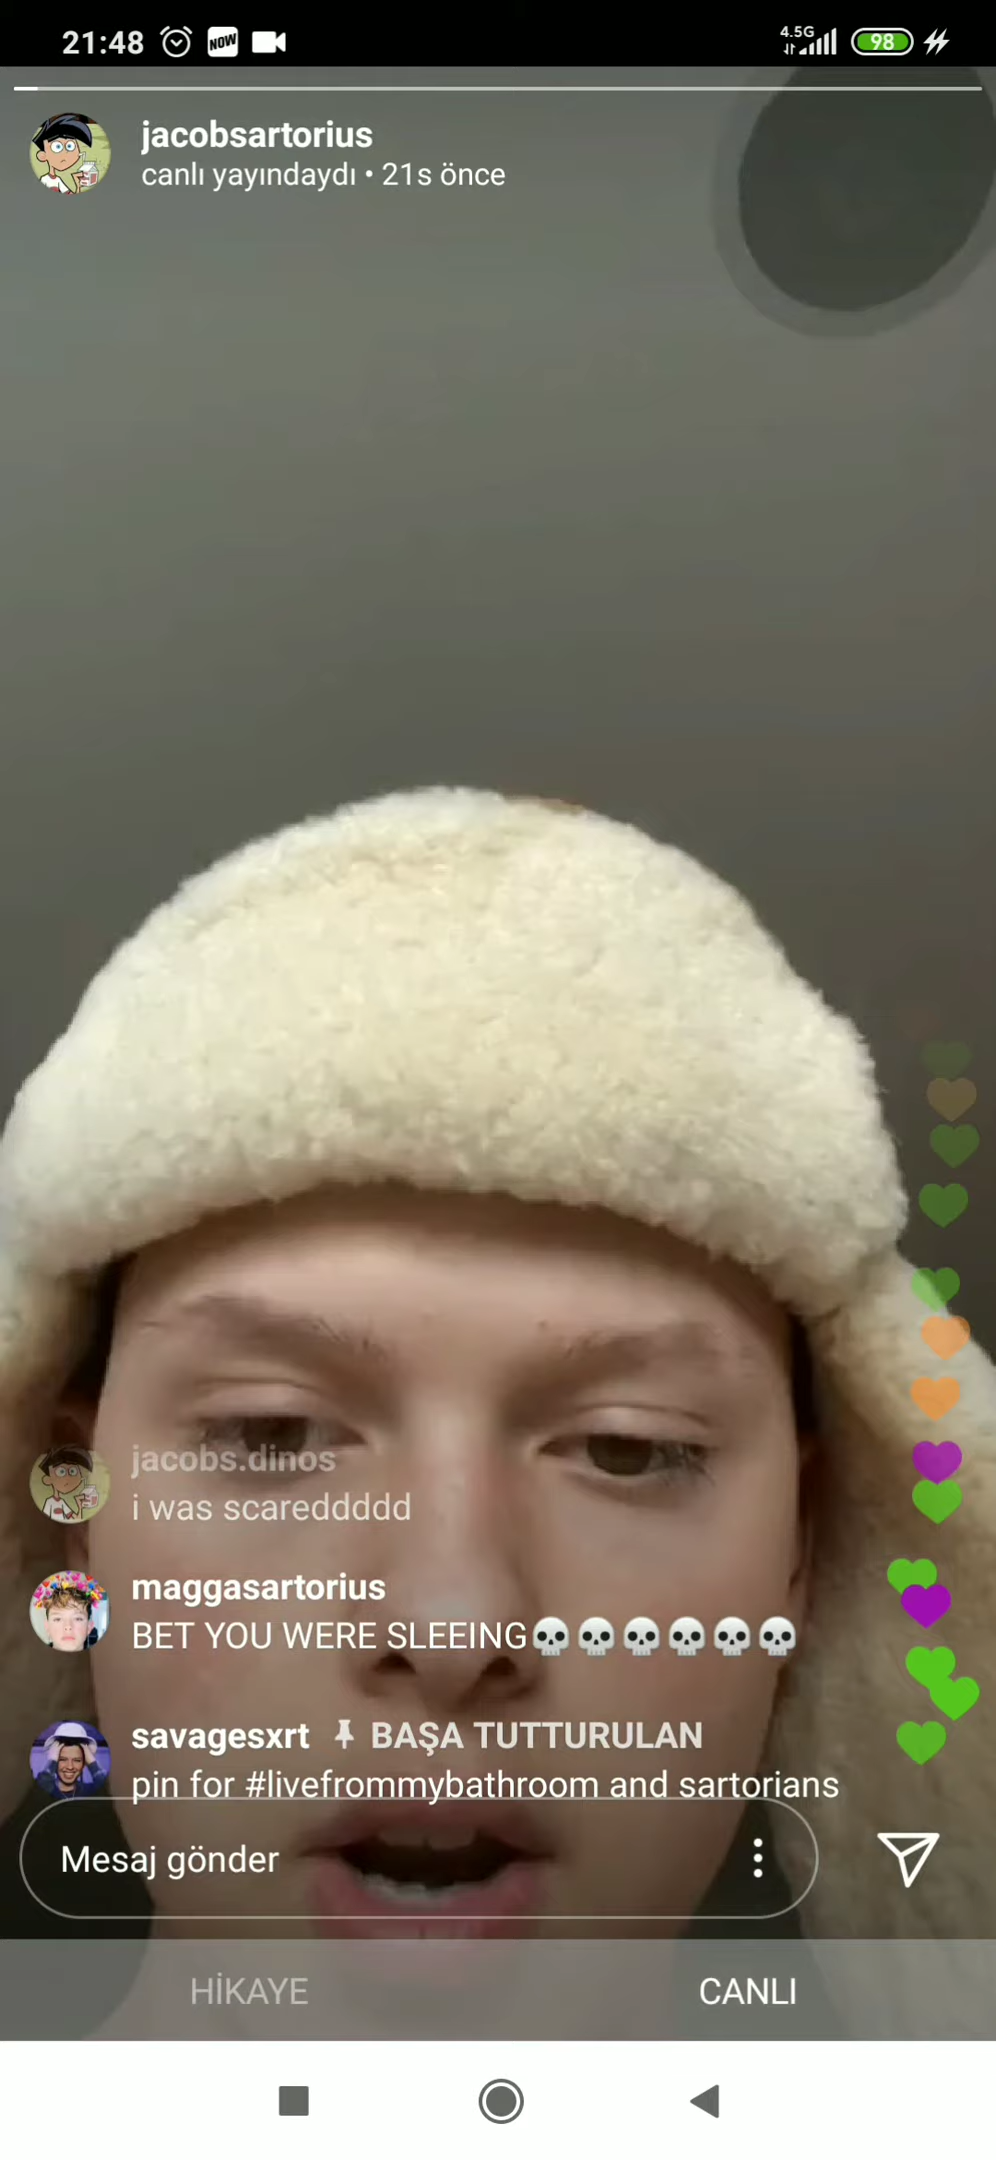 21:48
NOW
4.5G
98
jacobsartorius
canlı yayındaydı • 21s önce
jacobs.dinos
i was scareddddd
maggasartorius
BET YOU WERE SLEEING💀💀💀💀💀💀
savagesxrt BAŞA TUTTURULAN
pin for #livefrommybathroom and sartorians
Mesaj gönder
HİKAYE
CANLI